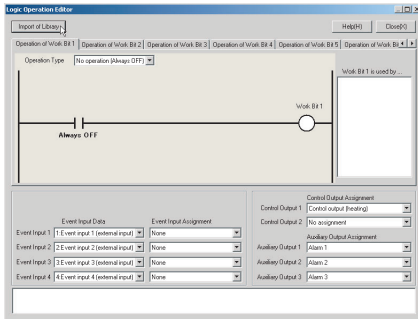 Logic Operation Editor
Import of Library Help(H) Close(X)
Operation of Work Bit 1 Operation of Work Bit 2 Operation of Work Bit 3 Operation of Work Bit 4 Operation of Work Bit 5 Operation of Work Bit
Operation Type No operation (Always OFF)
Work Bit 1 is used by...
Work Bit 1
Always OFF
Event Input Data Event Input Assignment
Event Input 1 1:Event input 1 (external input) None
Event Input 2 2:Event input 2 (external input) None
Event Input 3 3:Event input 3 (external input) None
Event Input 4 4:Event input 4 (external input) None
Control Output Assignment
Control Output 1 Control output (heating)
Control Output 2 No assignment
Auxiliary Output Assignment
Auxiliary Output 1 Alarm 1
Auxiliary Output 2 Alarm 2
Auxiliary Output 3 Alarm 3